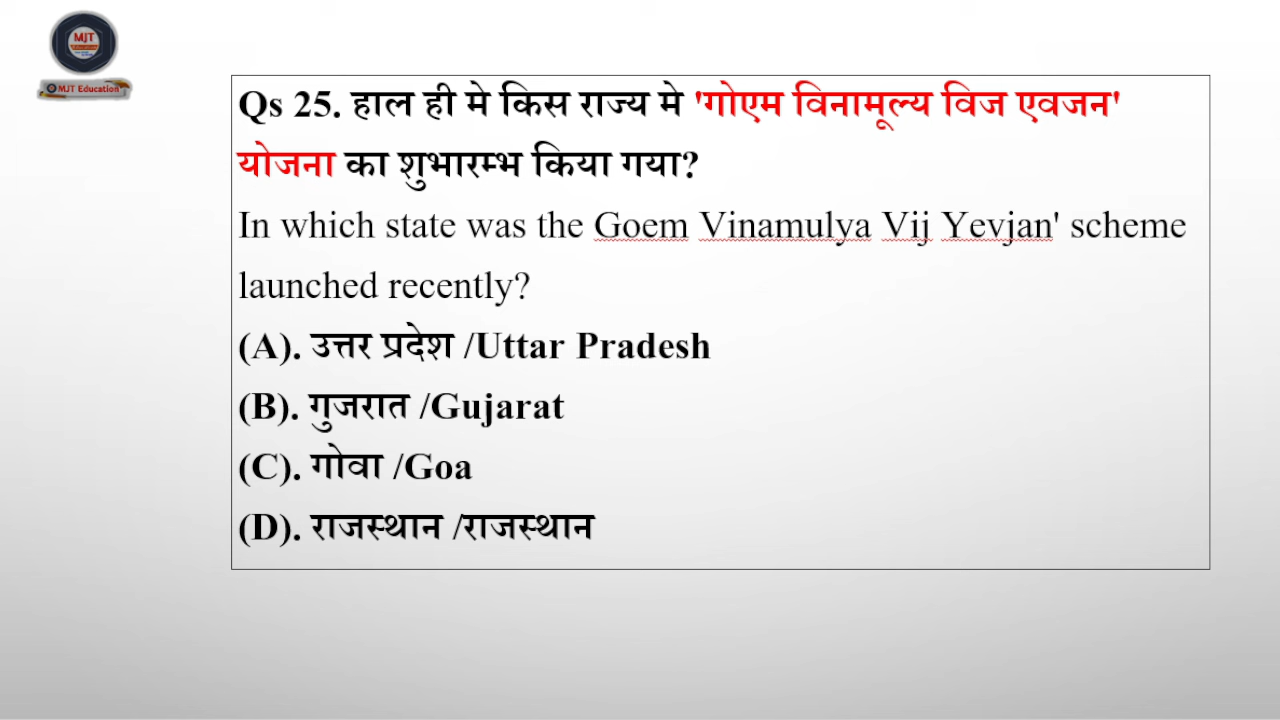 MJT
MJT Education
Qs 25. हाल ही मे किस राज्य मे 'गोएम विनामूल्य विज एवजन'
योजना का शुभारम्भ किया गया?
In which state was the Goem Vinamulya Vij Yevjan' scheme
launched recently?
(A). उत्तर प्रदेश /Uttar Pradesh
(B). गुजरात /Gujarat
(C). गोवा /Goa
(D). राजस्थान /राजस्थान